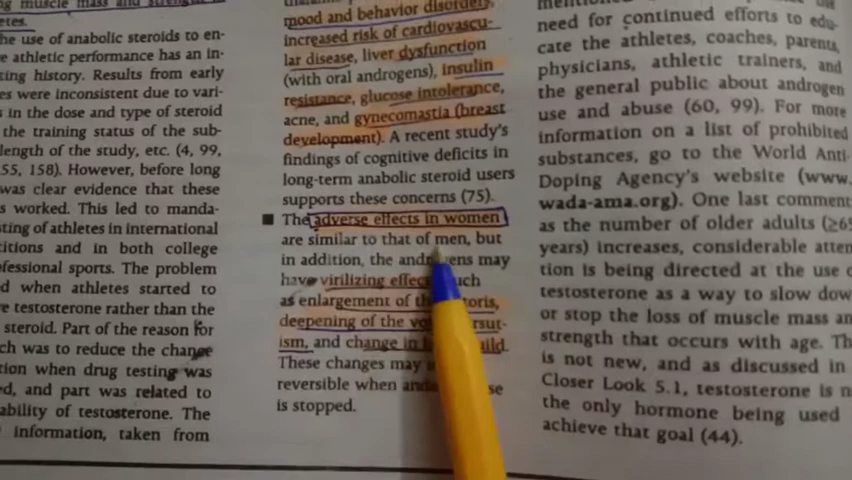 ng muscle mass and strength
etes.
he use of anabolic steroids to en-
re athletic performance has an in-
ting history. Results from early
es were inconsistent due to vari-
s in the dose and type of steroid
the training status of the sub-
length of the study, etc. (4, 99,
55, 158). However, before long
was clear evidence that these
s worked. This led to manda-
sting of athletes in international
titions and in both college
ofessional sports. The problem
d when athletes started to
e testosterone rather than the
steroid. Part of the reason for
ch was to reduce the change
tion when drug testing was
ed, and part was related to
ability of testosterone. The
information, taken from
mood and behavior disorders,
increased risk of cardiovascu-
lar disease, liver dysfunction
(with oral androgens), insulin
resistance, glucose intolerance,
acne, and gynecomastia (breast
development). A recent study's
findings of cognitive deficits in
long-term anabolic steroid users
supports these concerns (75).
■ The adverse effects in women
are similar to that of men, but
in addition, the androgens may
have virilizing effects such
as enlargement of the
deepening of the
ism, and change in
These changes may
reversible when
is stopped.
need for continued efforts to edu-
cate the athletes, coaches, parents,
physicians, athletic trainers, and
the general public about androgen
use and abuse (60, 99). For more
information on a list of prohibited
substances, go to the World Anti-
Doping Agency's website (www.
wada-ama.org). One last comment
as the number of older adults (≥65
years) increases, considerable atten
tion is being directed at the use o
testosterone as a way to slow dow
or stop the loss of muscle mass an
strength that occurs with age. Th
is not new, and as discussed in
Closer Look 5.1, testosterone is n
the only hormone being used
achieve that goal (44).